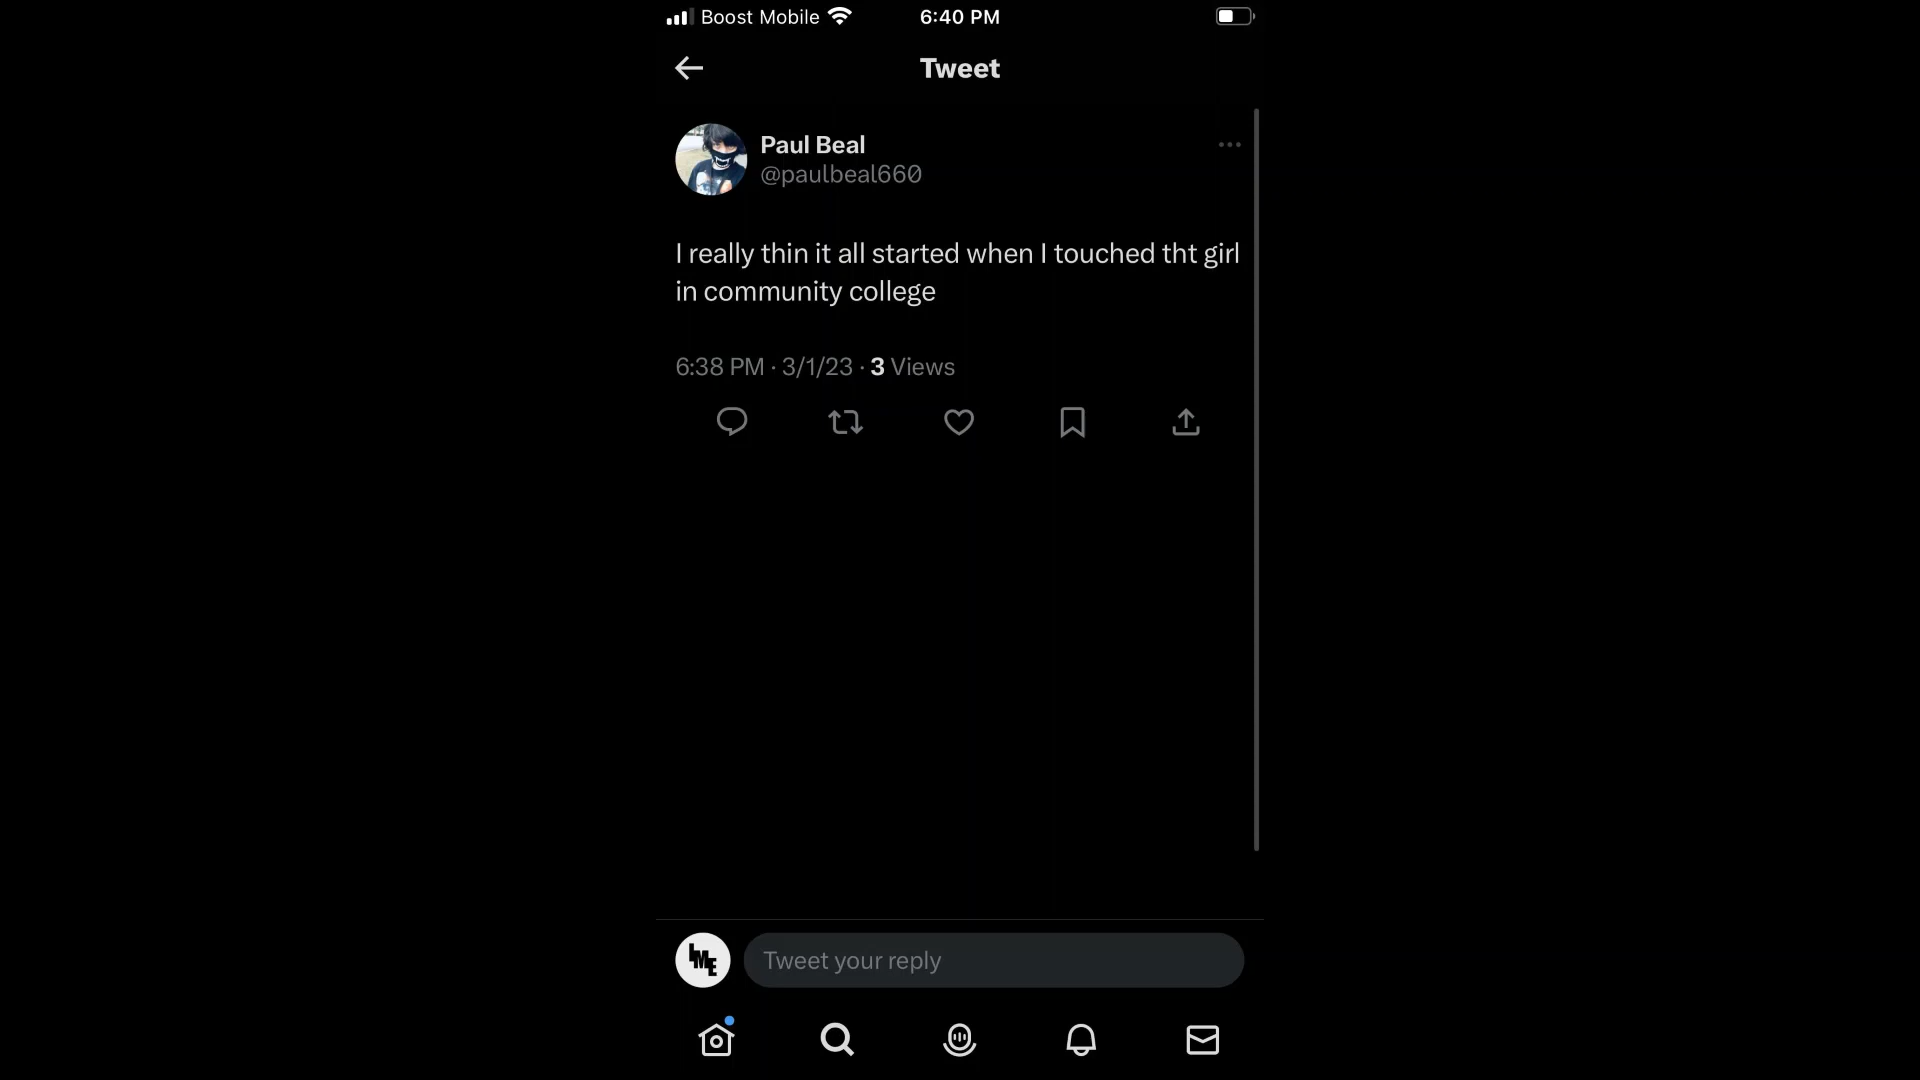 Boost Mobile 6:40 PM
Tweet
Paul Beal
@paulbeal660
I really thin it all started when I touched tht girl
in community college
6:38 PM · 3/1/23 · 3 Views
LME
Tweet your reply